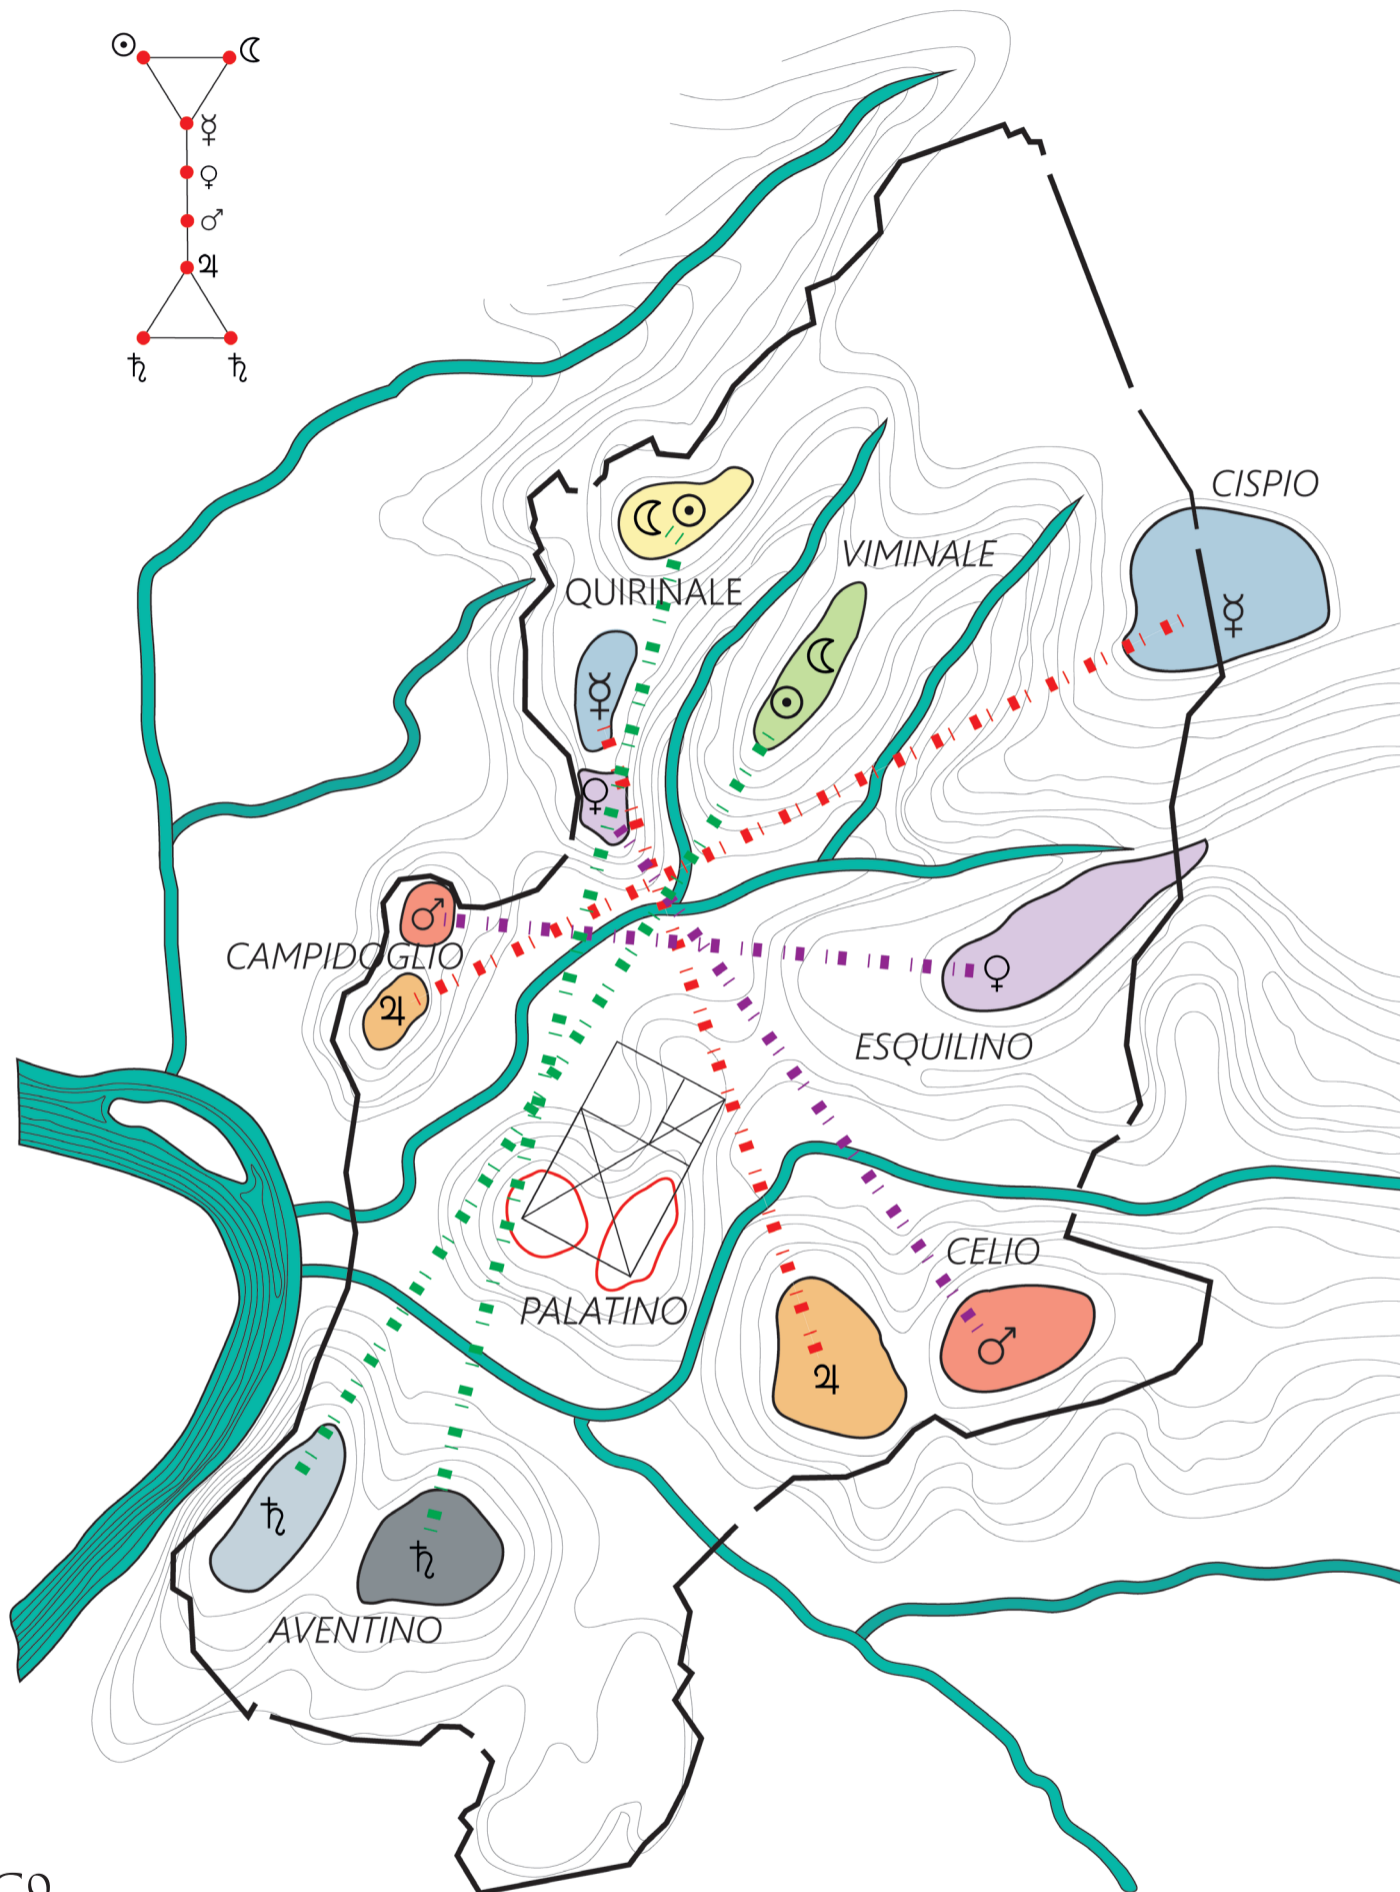 ☉ ☾
☿
♀
♂
♃
♄ ♄
CISPIO
☾ ☉
VIMINALE
QUIRINALE
☿
☾
☿
☉
♀
♂
CAMPIDOGLIO
♀
♃
ESQUILINO
CELIO
PALATINO
♂
♃
♄
♄
AVENTINO